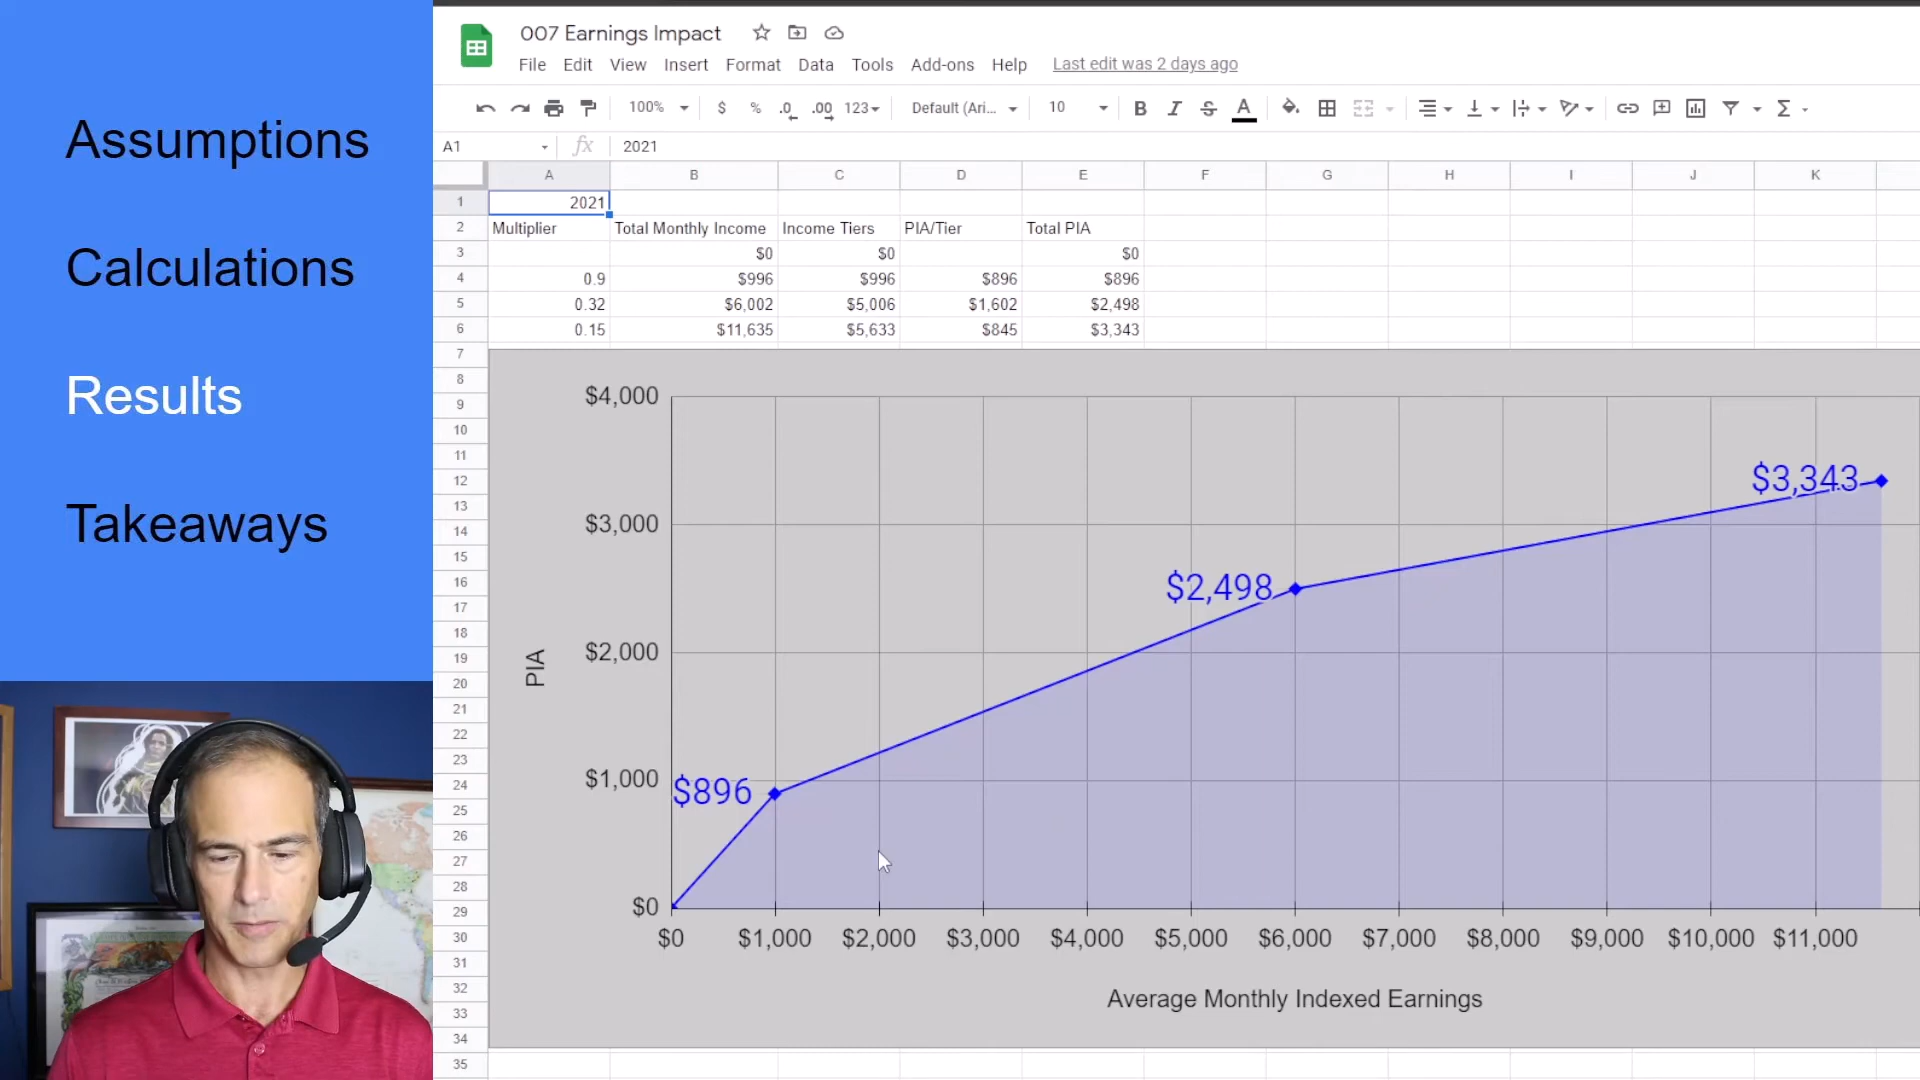 Assumptions
Calculations
Results
Takeaways
007 Earnings Impact
File Edit View Insert Format Data Tools Add-ons Help Last edit was 2 days ago
100% $ % .0 .00 123 Default (Ari... 10 B I S A
A1 fx 2021
A B C D E F G H I J K
1 2021
2 Multiplier Total Monthly Income Income Tiers PIA/Tier Total PIA
3 $0 $0 $0
4 0.9 $996 $996 $896 $896
5 0.32 $6,002 $5,006 $1,602 $2,498
6 0.15 $11,635 $5,633 $845 $3,343
7
8
9
10
11
12
13
14
15
16
17
18
19
20
21
22
23
24
25
26
27
28
29
30
31
32
33
34
35
$4,000
$3,000
$2,000
$1,000
$0
PIA
$896
$2,498
$3,343
$0 $1,000 $2,000 $3,000 $4,000 $5,000 $6,000 $7,000 $8,000 $9,000 $10,000 $11,000
Average Monthly Indexed Earnings